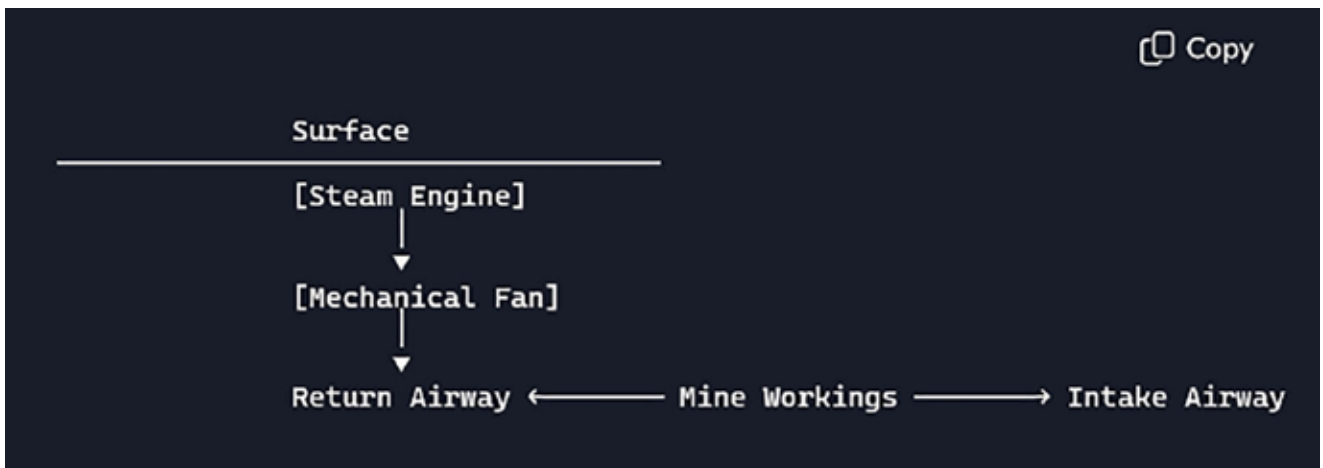 Copy
Surface
[Steam Engine]
[Mechanical Fan]
Return Airway ← Mine Workings → Intake Airway